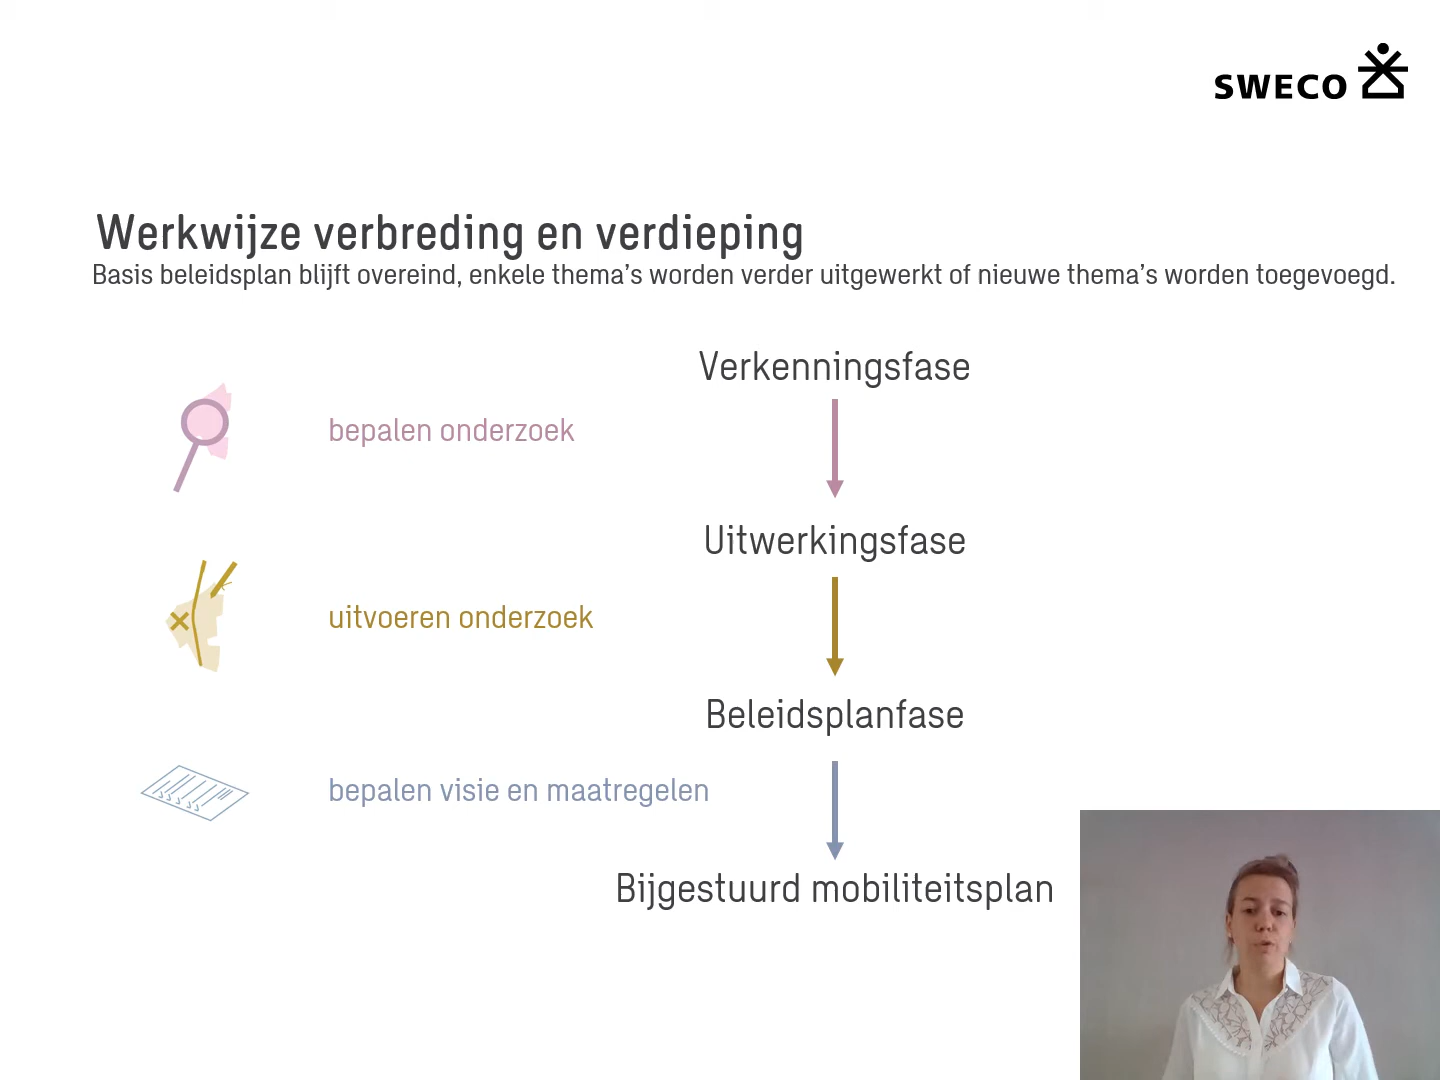 SWECO
Werkwijze verbreding en verdieping
Basis beleidsplan blijft overeind, enkele thema's worden verder uitgewerkt of nieuwe thema's worden toegevoegd.
Verkenningsfase
bepalen onderzoek
Uitwerkingsfase
uitvoeren onderzoek
Beleidsplanfase
bepalen visie en maatregelen
Bijgestuurd mobiliteitsplan